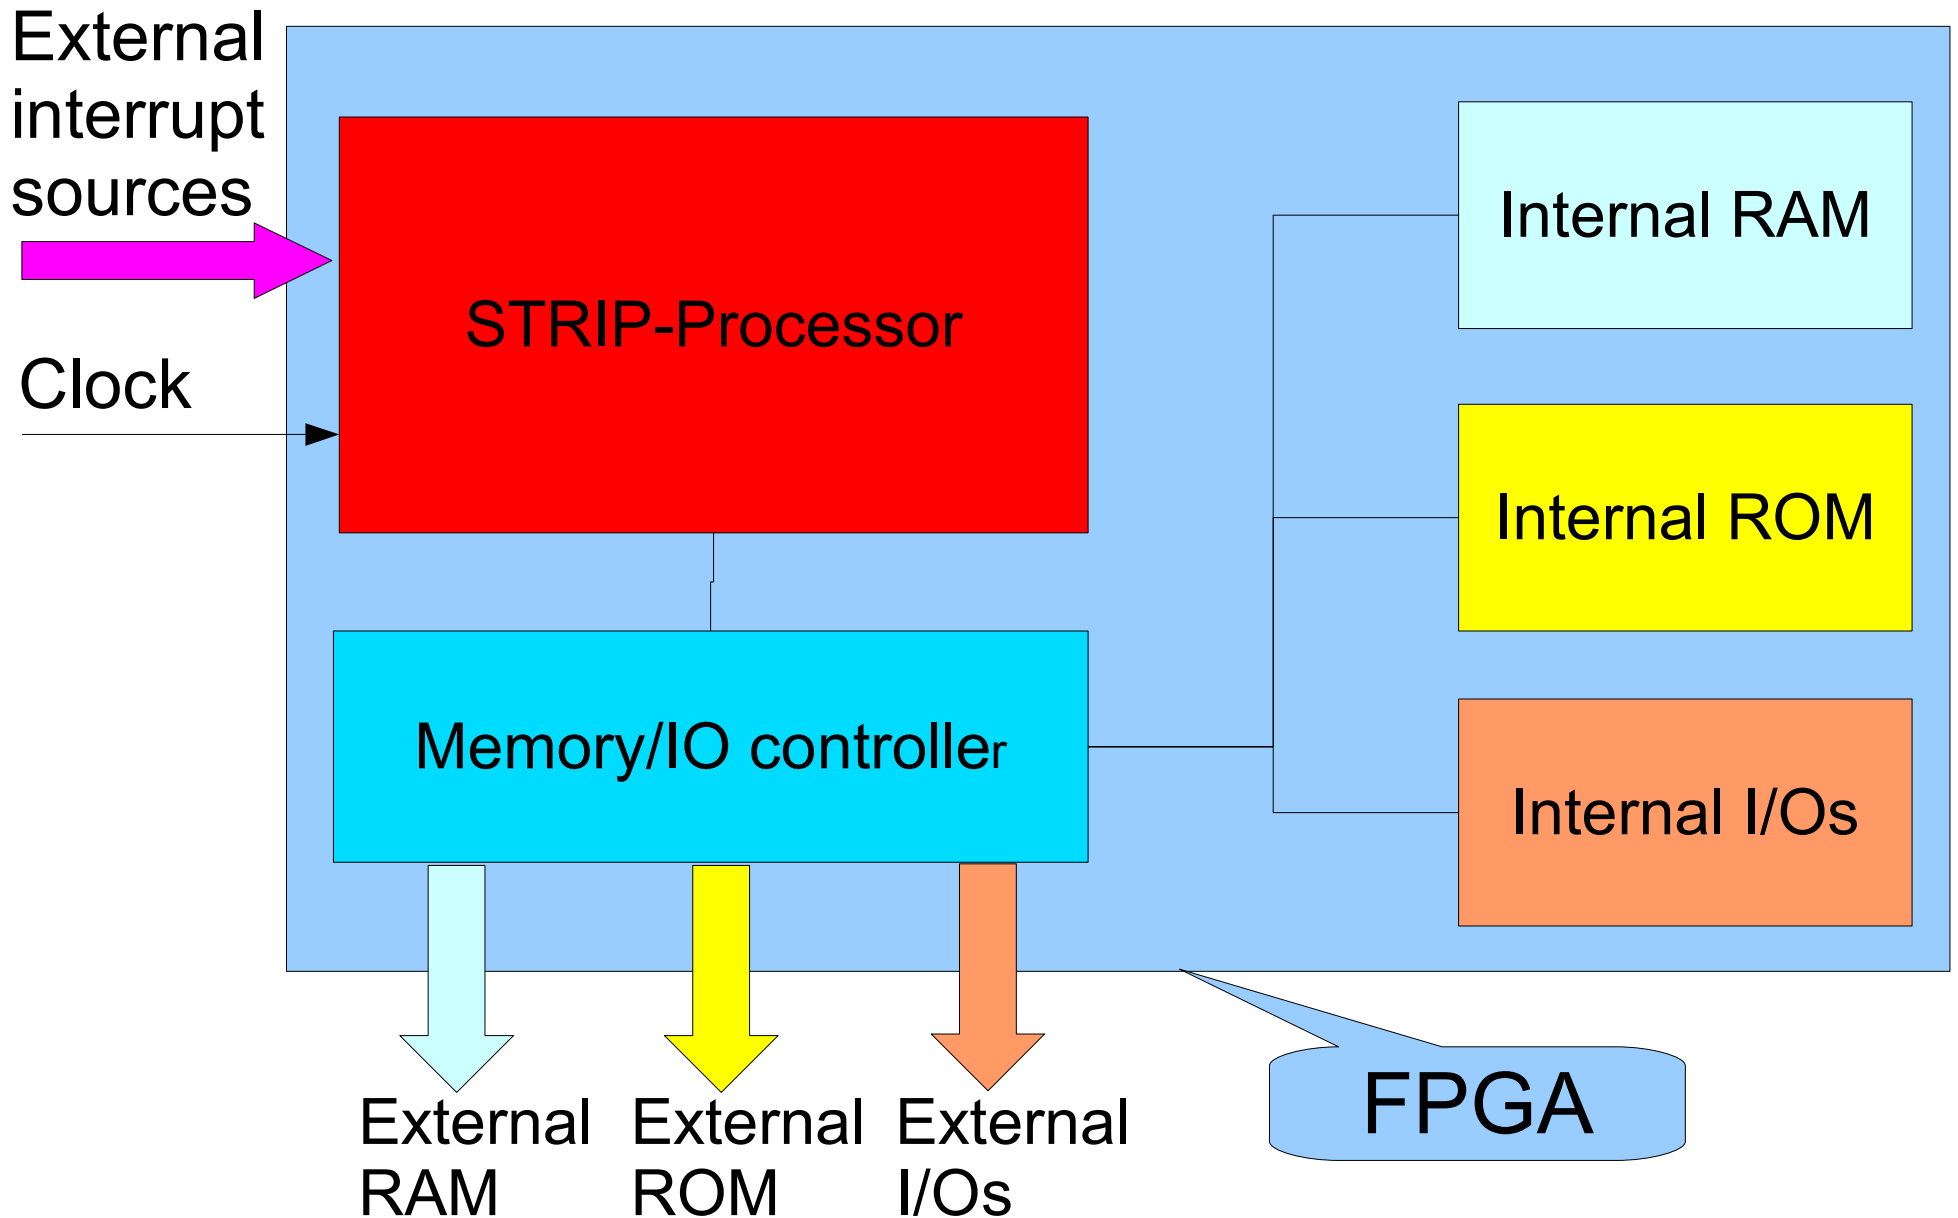 External
interrupt
sources
STRIP-Processor
Clock
Internal RAM
Internal ROM
Memory/IO controller
Internal I/Os
External
RAM
External
ROM
External
I/Os
FPGA